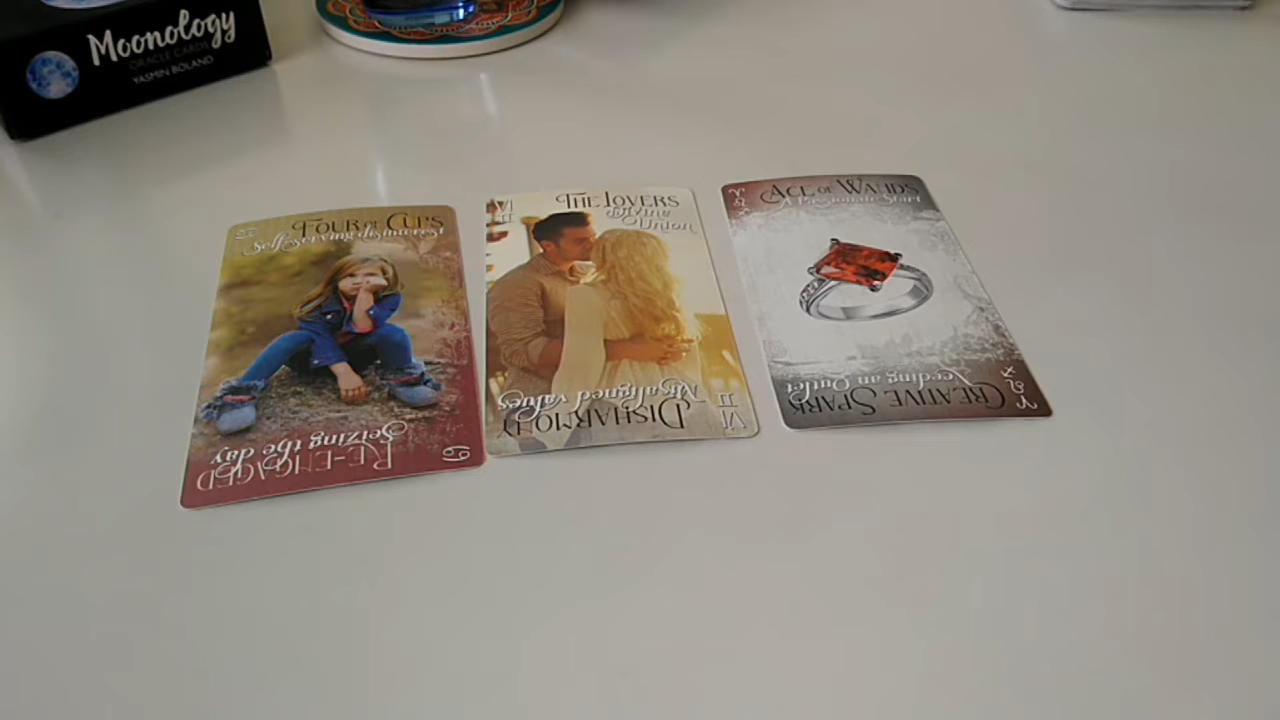 Moonology
ORACLE CARDS
YASMIN BOLAND
FOUR OF CUPS
Self-Serving disinterest
Seizing the day
RE-ENGAGED
VI
THE LOVERS
Divine
Union
Misaligned values
DISHARMONY
VI
ACE OF WANDS
A Passionate Start
Needing an Outlet
CREATIVE SPARK